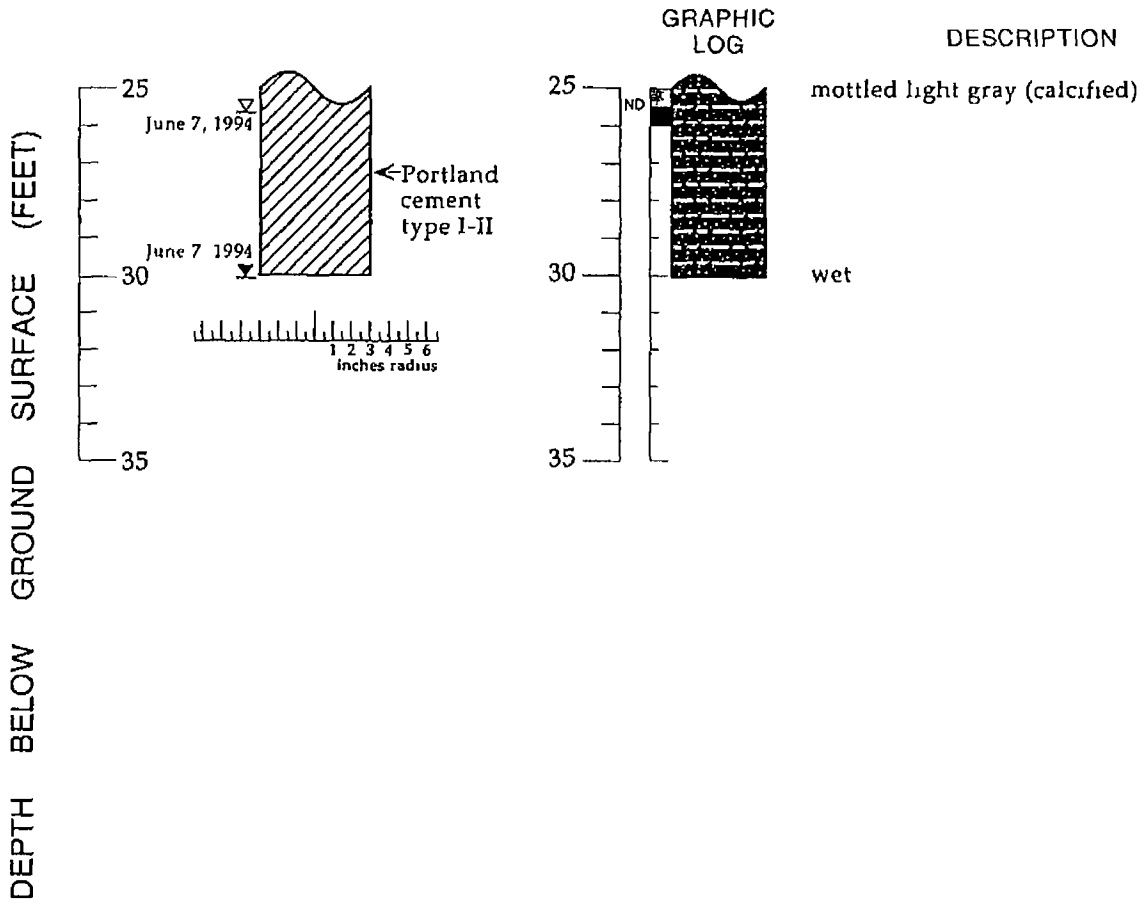 GRAPHIC
LOG
DESCRIPTION
DEPTH BELOW GROUND SURFACE (FEET)
25
June 7, 1994
Portland
cement
type I-II
June 7 1994
30
1 2 3 4 5 6
inches radius
35
25
ND
mottled light gray (calcified)
30
wet
35